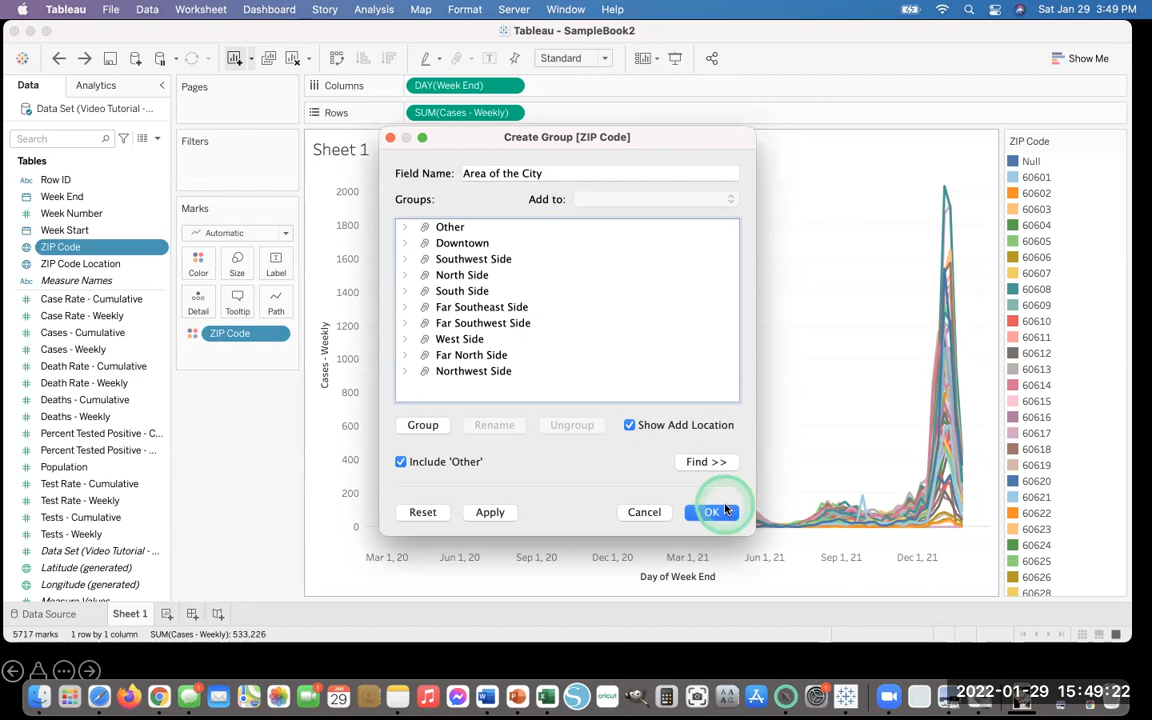 Tableau File Data Worksheet Dashboard Story Analysis Map Format Server Window Help Sat Jan 29 3:49 PM
Tableau - SampleBook2
Standard Show Me
Data Analytics
Data Set (Video Tutorial -...
Search
Tables
Abc Row ID
Week End
Week Number
Week Start
ZIP Code
ZIP Code Location
Abc Measure Names
Case Rate - Cumulative
Case Rate - Weekly
Cases - Cumulative
Cases - Weekly
Death Rate - Cumulative
Death Rate - Weekly
Deaths - Cumulative
Deaths - Weekly
Percent Tested Positive - C...
Percent Tested Positive - ...
Population
Test Rate - Cumulative
Test Rate - Weekly
Tests - Cumulative
Tests - Weekly
Data Set (Video Tutorial -...
Latitude (generated)
Longitude (generated)
Measure Values
Pages
Filters
Marks
Automatic
Color Size Label
Detail Tooltip Path
ZIP Code
Columns DAY(Week End)
Rows SUM(Cases - Weekly)
Sheet 1
Cases - Weekly
2000
1800
1600
1400
1200
1000
800
600
400
200
0
Mar 1, 20 Jun 1, 20 Sep 1, 20 Dec 1, 20 Mar 1, 21 Jun 1, 21 Sep 1, 21 Dec 1, 21
Day of Week End
Create Group [ZIP Code]
Field Name: Area of the City
Groups: Add to:
Other
Downtown
Southwest Side
North Side
South Side
Far Southeast Side
Far Southwest Side
West Side
Far North Side
Northwest Side
Group Rename Ungroup Show Add Location
Include 'Other' Find >>
Reset Apply Cancel OK
ZIP Code
Null
60601
60602
60603
60604
60605
60606
60607
60608
60609
60610
60611
60612
60613
60614
60615
60616
60617
60618
60619
60620
60621
60622
60623
60624
60625
60626
60628
Data Source Sheet 1
5717 marks 1 row by 1 column SUM(Cases - Weekly): 533,226
JAN
29
cricut
2022-01-29 15:49:22